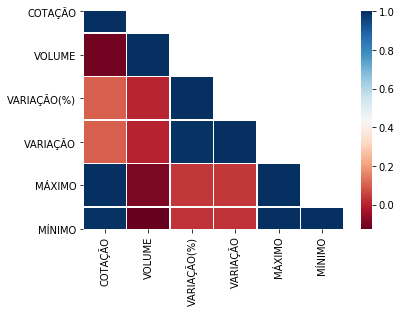 COTAÇÃO
VOLUME
VARIAÇÃO(%)
VARIAÇÃO
MÁXIMO
MÍNIMO
COTAÇÃO
VOLUME
VARIAÇÃO(%)
VARIAÇÃO
MÁXIMO
MÍNIMO
1.0
0.8
0.6
0.4
0.2
0.0